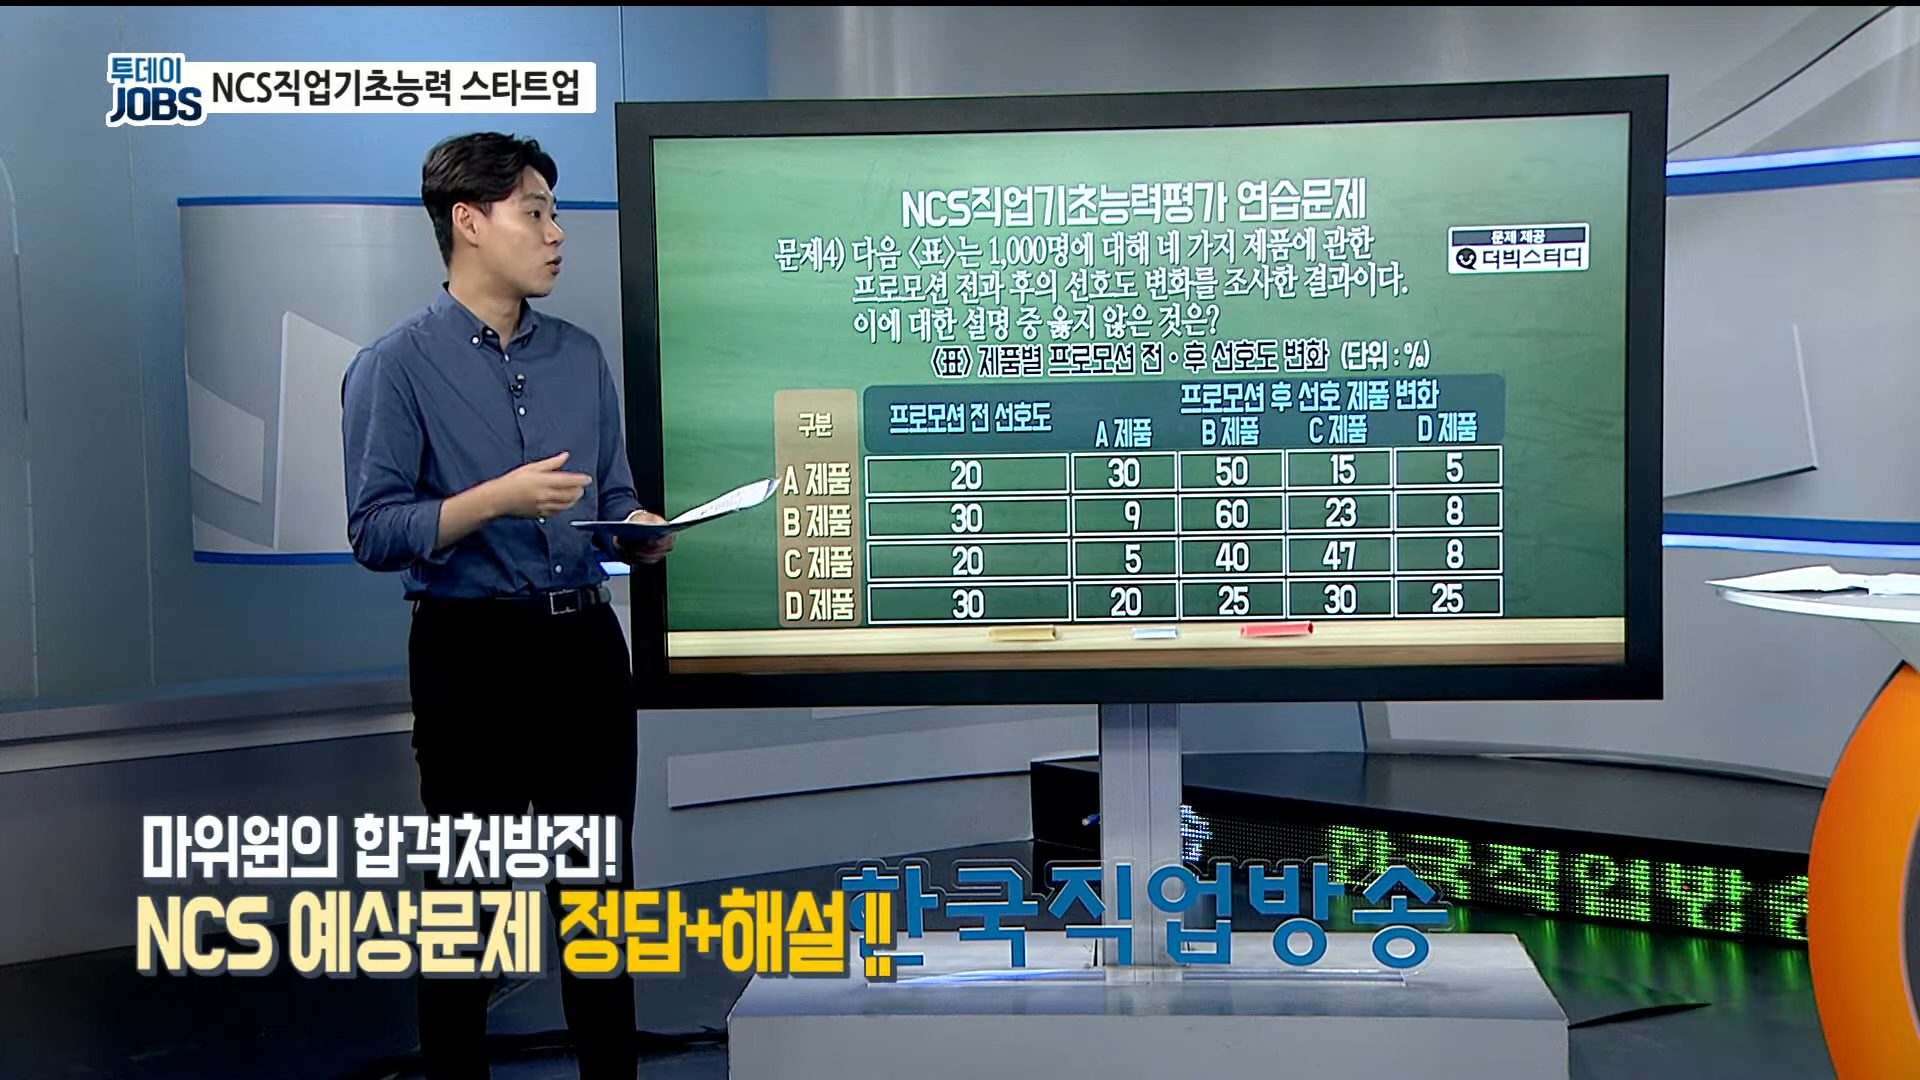 투데이
JOBS
NCS직업기초능력 스타트업
NCS직업기초능력평가 연습문제
문제 제공
더빅스터디
문제4) 다음 <표>는 1,000명에 대해 네 가지 제품에 관한
프로모션 전과 후의 선호도 변화를 조사한 결과이다.
이에 대한 설명 중 옳지 않은 것은?
<표> 제품별 프로모션 전·후 선호도 변화 (단위 : %)
구분 프로모션 전 선호도 프로모션 후 선호 제품 변화
A 제품 B 제품 C 제품 D 제품
A 제품 20 30 50 15 5
B 제품 30 9 60 23 8
C 제품 20 5 40 47 8
D 제품 30 20 25 30 25
마위원의 합격처방전!
NCS 예상문제 정답+해설!!
한국직업방송
한국직업방송